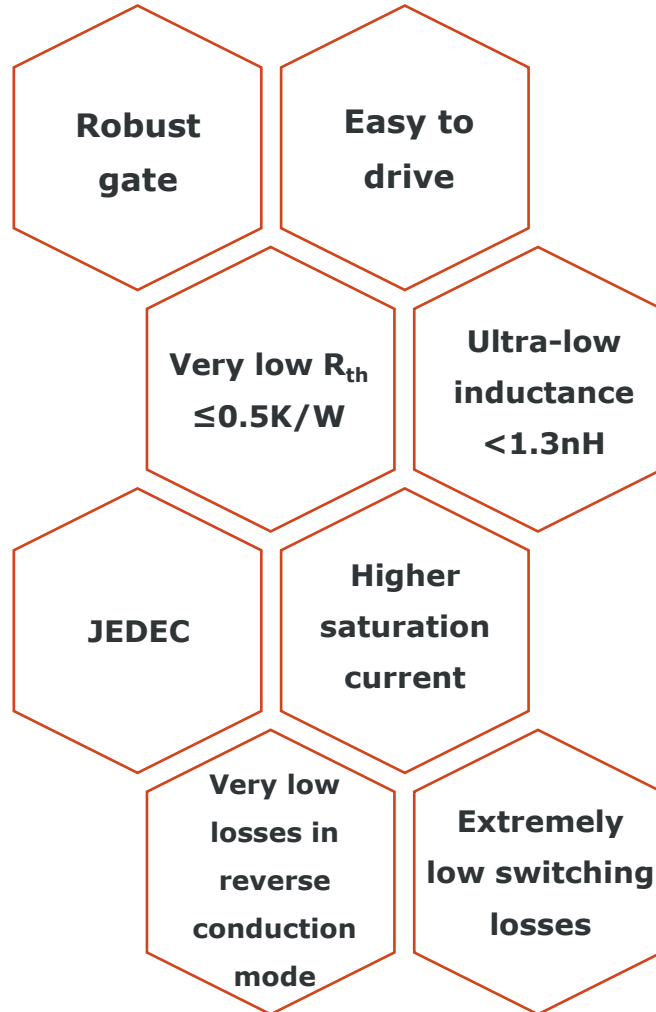 Robust
gate
Easy to
drive
Very low Rth
≤0.5K/W
Ultra-low
inductance
<1.3nH
JEDEC
Higher
saturation
current
Very low
losses in
reverse
conduction
mode
Extremely
low switching
losses